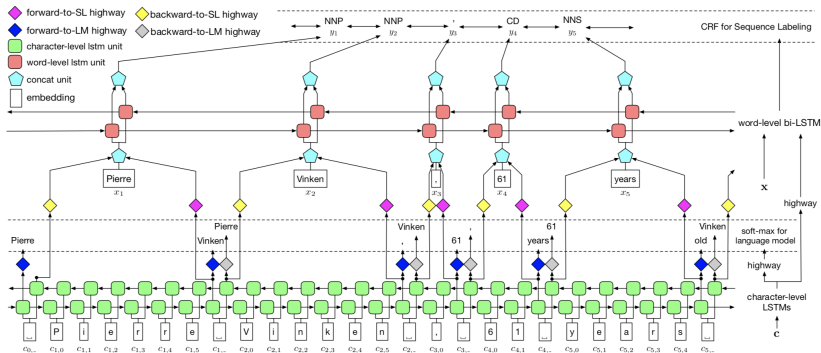 forward-to-SL highway backward-to-SL highway
forward-to-LM highway backward-to-LM highway
character-level lstm unit
word-level lstm unit
concat unit
embedding
NNP NNP , CD NNS
y1 y2 y3 y4 y5
CRF for Sequence Labeling
word-level bi-LSTM
Pierre Vinken , 61 years
x1 x2 x3 x4 x5
x
highway
Pierre Vinken , 61 Vinken
soft-max for
language model
Pierre Vinken , 61 years old
highway
character-level
LSTMs
␣ P i e r r e ␣ V i n k e n ␣ , ␣ 6 1 ␣ y e a r s ␣
c0,_ c1,0 c1,1 c1,2 c1,3 c1,4 c1,5 c1,_ c2,0 c2,1 c2,2 c2,3 c2,4 c2,5 c2,_ c3,0 c3,_ c4,0 c4,1 c4,_ c5,0 c5,1 c5,2 c5,3 c5,4 c5,_
c